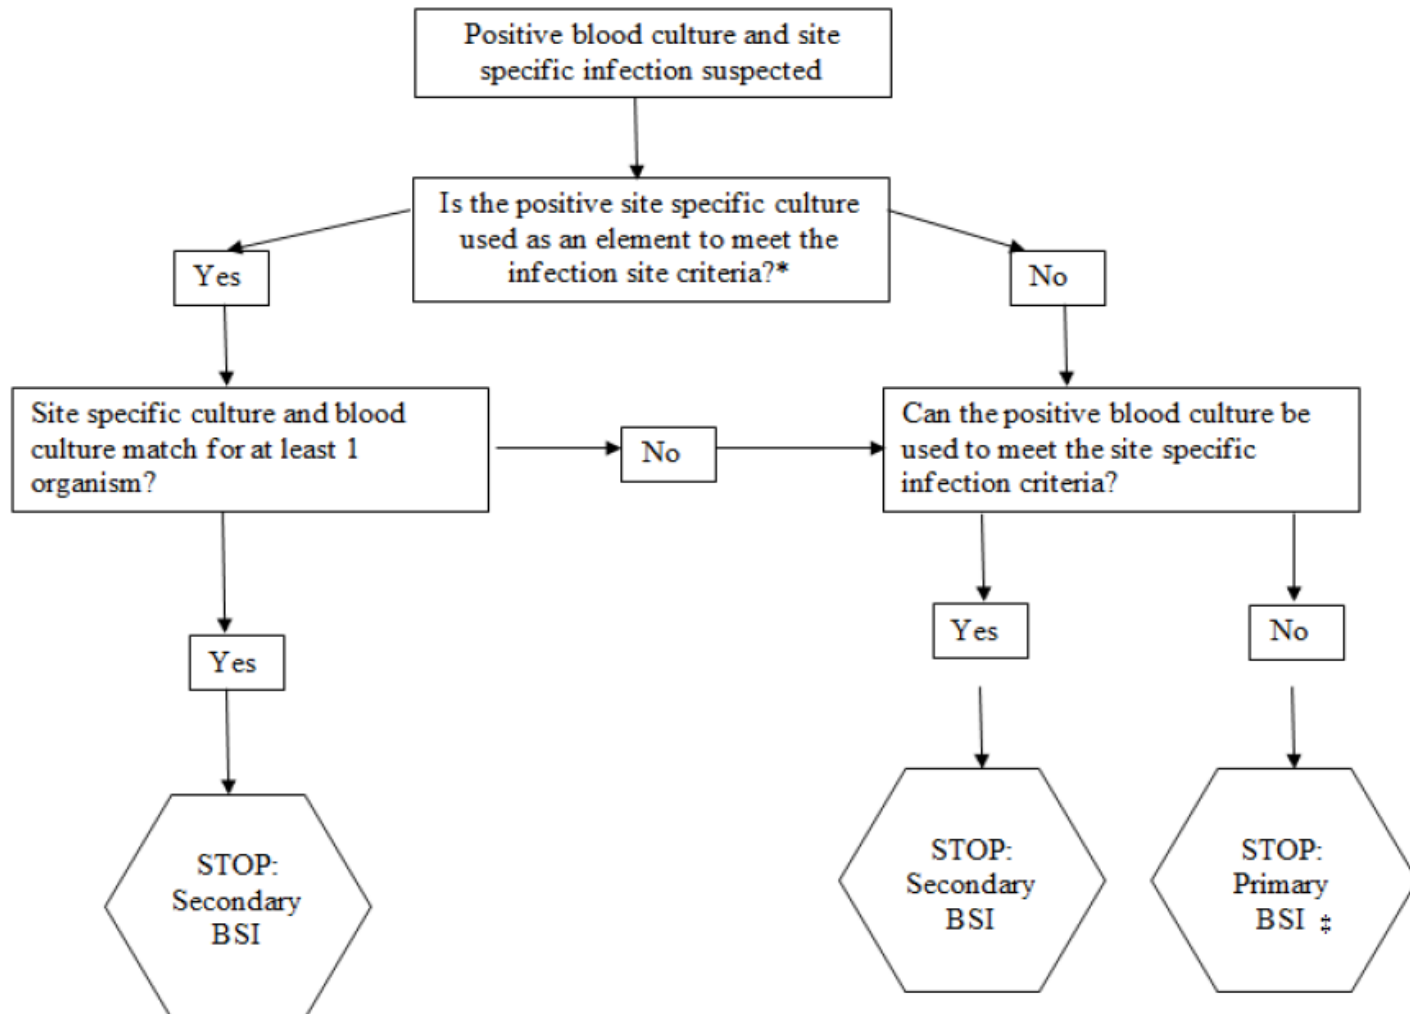 Positive blood culture and site
specific infection suspected
Is the positive site specific culture
used as an element to meet the
infection site criteria?*
Yes
No
Site specific culture and blood
culture match for at least 1
organism?
No
Can the positive blood culture be
used to meet the site specific
infection criteria?
Yes
Yes
No
STOP:
Secondary
BSI
STOP:
Secondary
BSI
STOP:
Primary
BSI ‡